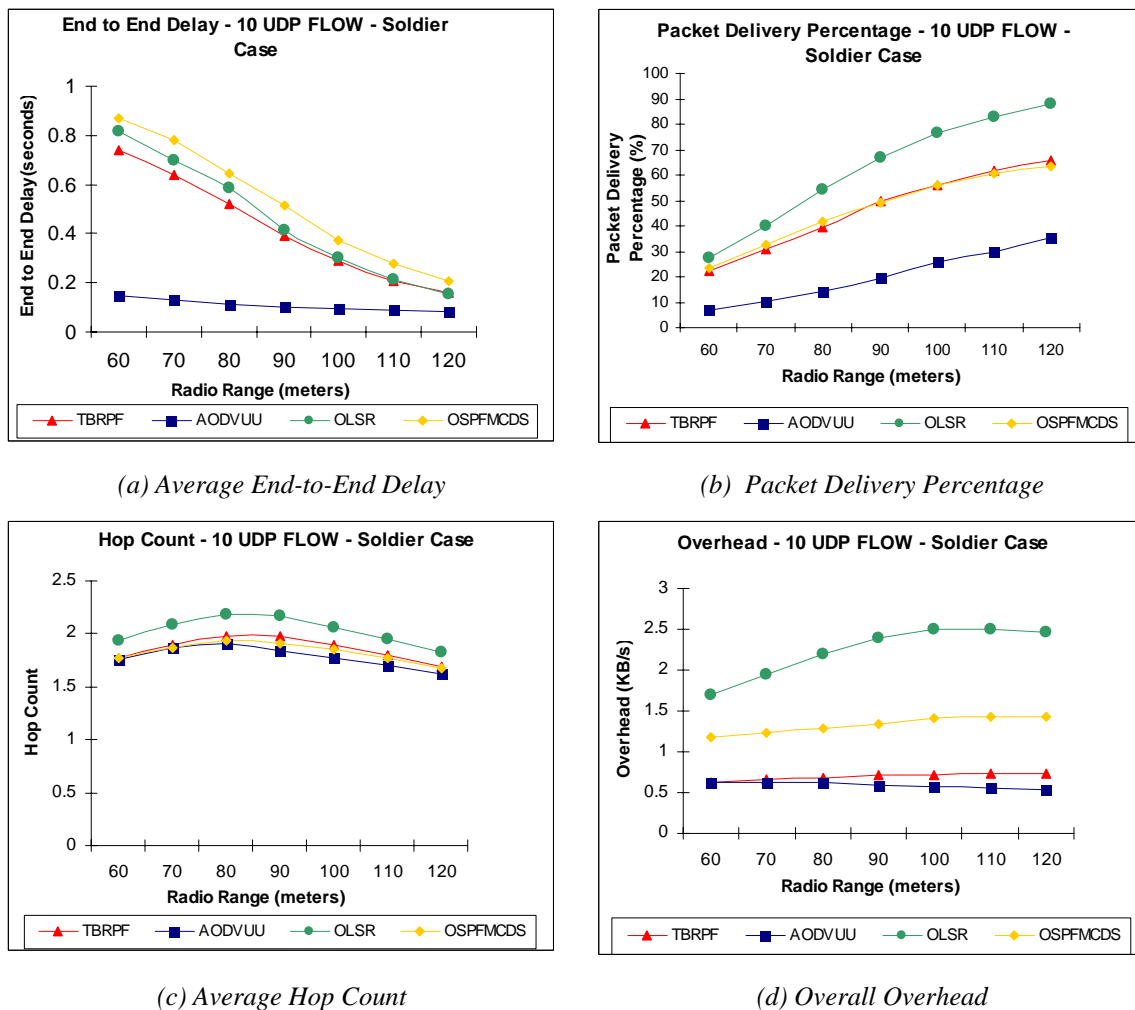 End to End Delay - 10 UDP FLOW - Soldier
Case
1
0.8
0.6
0.4
0.2
0
End to End Delay (seconds)
60 70 80 90 100 110 120
Radio Range (meters)
TBRPF AODVUU OLSR OSPFMCDS
(a) Average End-to-End Delay
Packet Delivery Percentage - 10 UDP FLOW -
Soldier Case
100
90
80
70
60
50
40
30
20
10
0
Packet Delivery
Percentage (%)
60 70 80 90 100 110 120
Radio Range (meters)
TBRPF AODVUU OLSR OSPFMCDS
(b) Packet Delivery Percentage
Hop Count - 10 UDP FLOW - Soldier Case
2.5
2
1.5
1
0.5
0
Hop Count
60 70 80 90 100 110 120
Radio Range (meters)
TBRPF AODVUU OLSR OSPFMCDS
(c) Average Hop Count
Overhead - 10 UDP FLOW - Soldier Case
3
2.5
2
1.5
1
0.5
0
Overhead (KB/s)
60 70 80 90 100 110 120
Radio Range (meters)
TBRPF AODVUU OLSR OSPFMCDS
(d) Overall Overhead